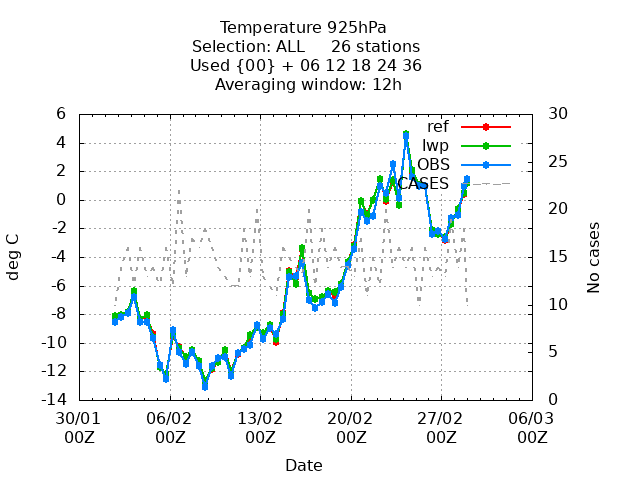 Temperature 925hPa
Selection: ALL 26 stations
Used {00} + 06 12 18 24 36
Averaging window: 12h
6 30
ref
4
lwp
25
2
OBS
CASES
0
20
-2
deg C
No cases
-4
15
-6
10
-8
-10
5
-12
-14 0
30/01 06/02 13/02 20/02 27/02 06/03
00Z 00Z 00Z 00Z 00Z 00Z
Date